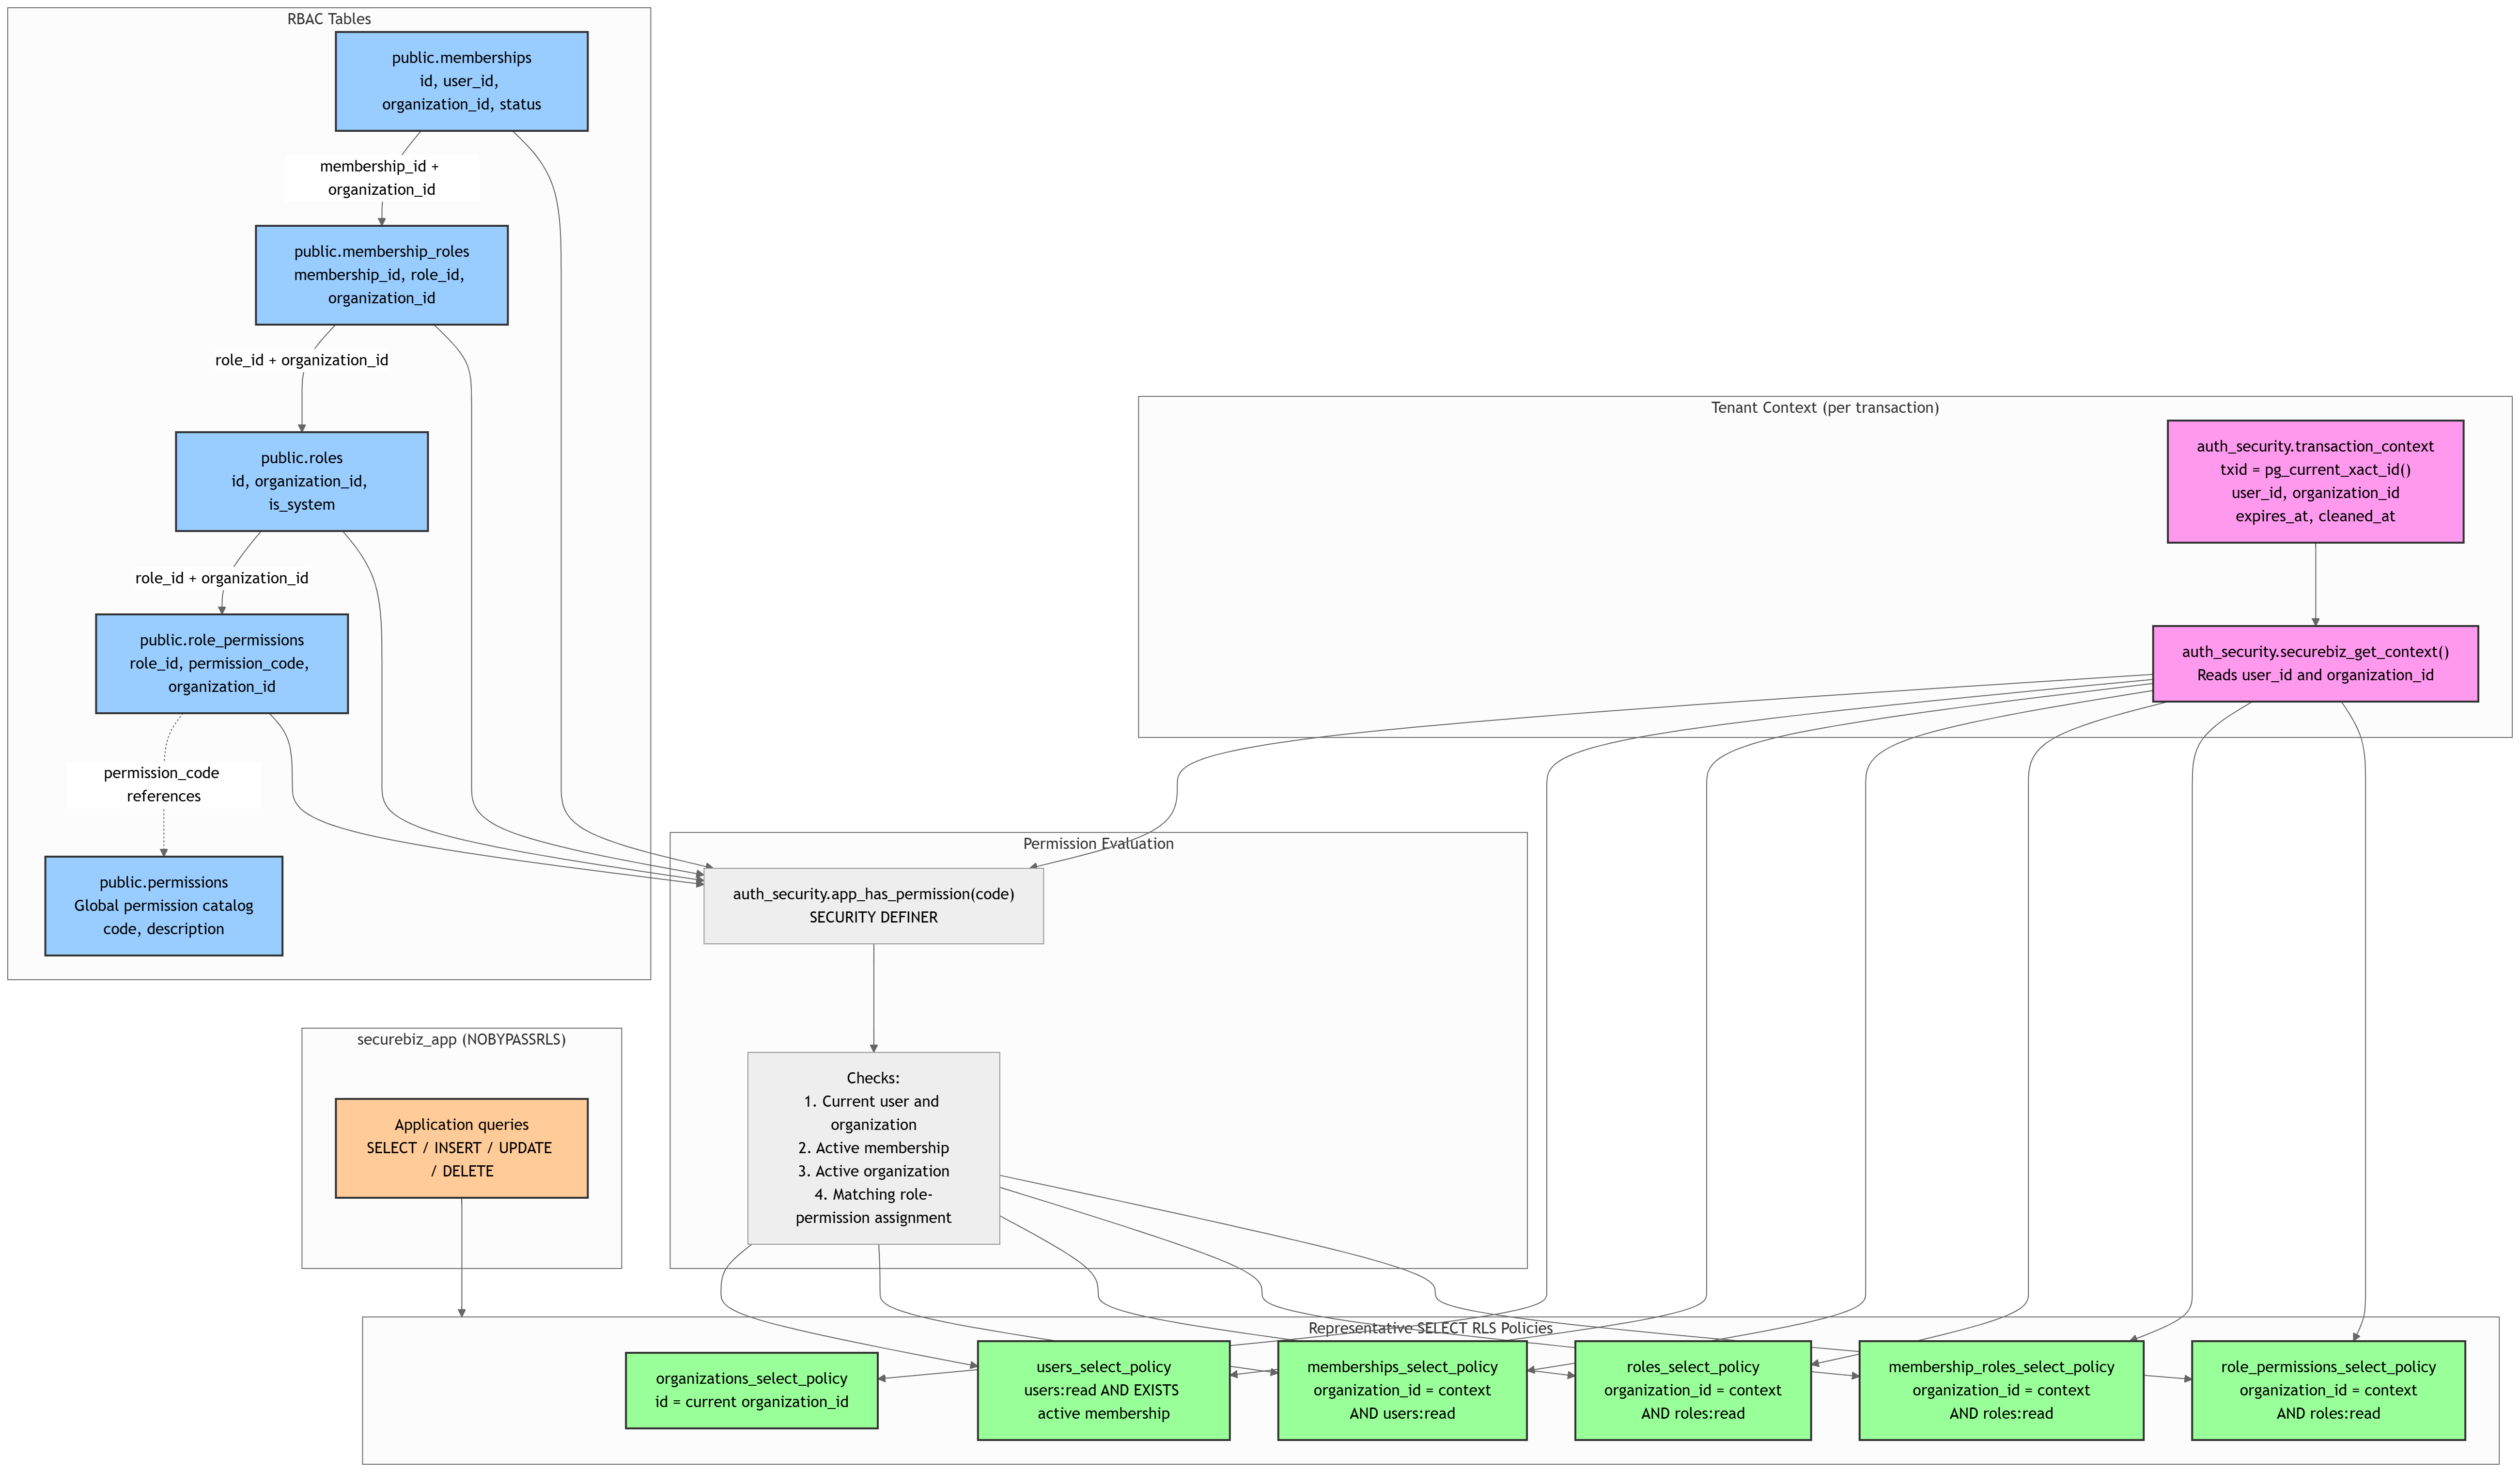 RBAC Tables
public.memberships
id, user_id,
organization_id, status
membership_id +
organization_id
public.membership_roles
membership_id, role_id,
organization_id
role_id + organization_id
public.roles
id, organization_id,
is_system
role_id + organization_id
public.role_permissions
role_id, permission_code,
organization_id
permission_code
references
public.permissions
Global permission catalog
code, description
Tenant Context (per transaction)
auth_security.transaction_context
txid = pg_current_xact_id()
user_id, organization_id
expires_at, cleaned_at
auth_security.securebiz_get_context()
Reads user_id and organization_id
Permission Evaluation
auth_security.app_has_permission(code)
SECURITY DEFINER
Checks:
1. Current user and
organization
2. Active membership
3. Active organization
4. Matching role-
permission assignment
securebiz_app (NOBYPASSRLS)
Application queries
SELECT / INSERT / UPDATE
/ DELETE
Representative SELECT RLS Policies
organizations_select_policy
id = current organization_id
users_select_policy
users:read AND EXISTS
active membership
memberships_select_policy
organization_id = context
AND users:read
roles_select_policy
organization_id = context
AND roles:read
membership_roles_select_policy
organization_id = context
AND roles:read
role_permissions_select_policy
organization_id = context
AND roles:read